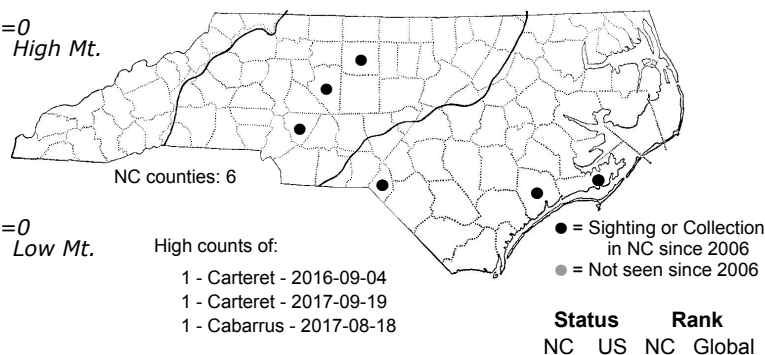 =0
High Mt.
NC counties: 6
=0
Low Mt.
High counts of:
1 - Carteret - 2016-09-04
1 - Carteret - 2017-09-19
1 - Cabarrus - 2017-08-18
● = Sighting or Collection
in NC since 2006
● = Not seen since 2006
Status Rank
NC US NC Global